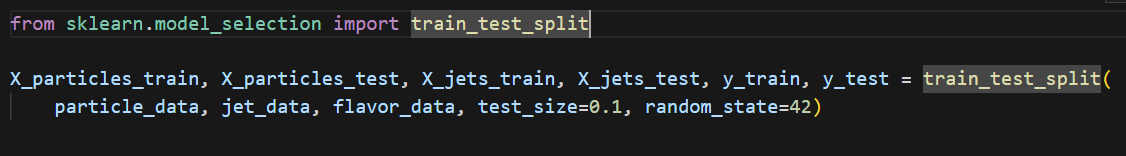 from sklearn.model_selection import train_test_split
X_particles_train, X_particles_test, X_jets_train, X_jets_test, y_train, y_test = train_test_split(
particle_data, jet_data, flavor_data, test_size=0.1, random_state=42)